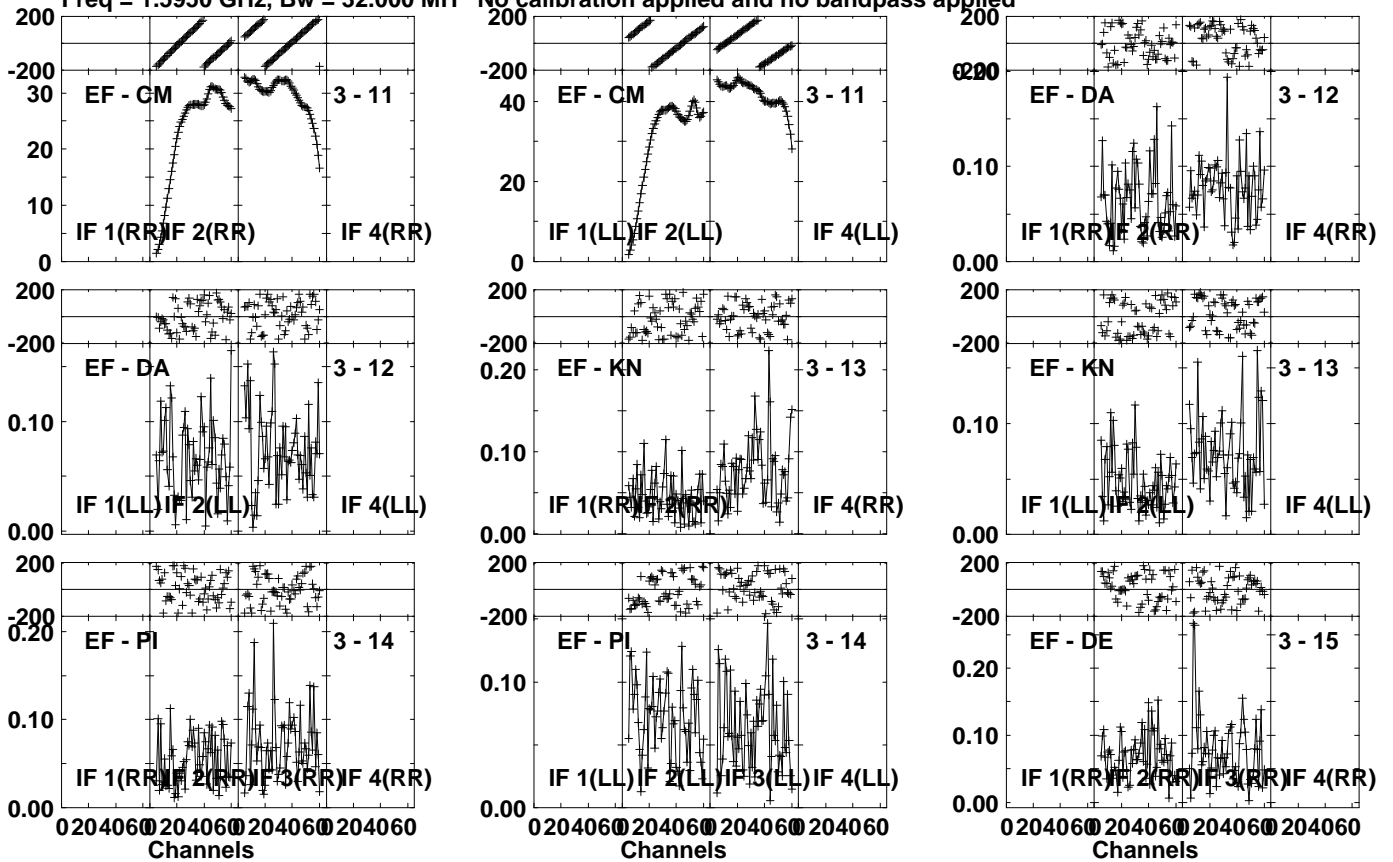 Freq = 1.5950 GHz, Bw = 32.000 MH No calibration applied and no bandpass applied
200
-200
30
20
10
0
EF - CM 3 - 11
IF 1(RR) IF 2(RR) IF 4(RR)
200
-200
40
20
0
EF - CM 3 - 11
IF 1(LL) IF 2(LL) IF 4(LL)
200
-200
0.20
0.10
0.00
EF - DA 3 - 12
IF 1(RR) IF 2(RR) IF 4(RR)
200
-200
0.10
0.00
EF - DA 3 - 12
IF 1(LL) IF 2(LL) IF 4(LL)
200
-200
0.20
0.10
0.00
EF - KN 3 - 13
IF 1(RR) IF 2(RR) IF 4(RR)
200
-200
0.10
0.00
EF - KN 3 - 13
IF 1(LL) IF 2(LL) IF 4(LL)
200
-200
0.20
0.10
0.00
EF - PI 3 - 14
IF 1(RR) IF 2(RR) IF 3(RR) IF 4(RR)
0 20 40 60 0 20 40 60 0 20 40 60 0 20 40 60
Channels
200
-200
0.10
0.00
EF - PI 3 - 14
IF 1(LL) IF 2(LL) IF 3(LL) IF 4(LL)
0 20 40 60 0 20 40 60 0 20 40 60 0 20 40 60
Channels
200
-200
0.20
0.10
0.00
EF - DE 3 - 15
IF 1(RR) IF 2(RR) IF 3(RR) IF 4(RR)
0 20 40 60 0 20 40 60 0 20 40 60 0 20 40 60
Channels